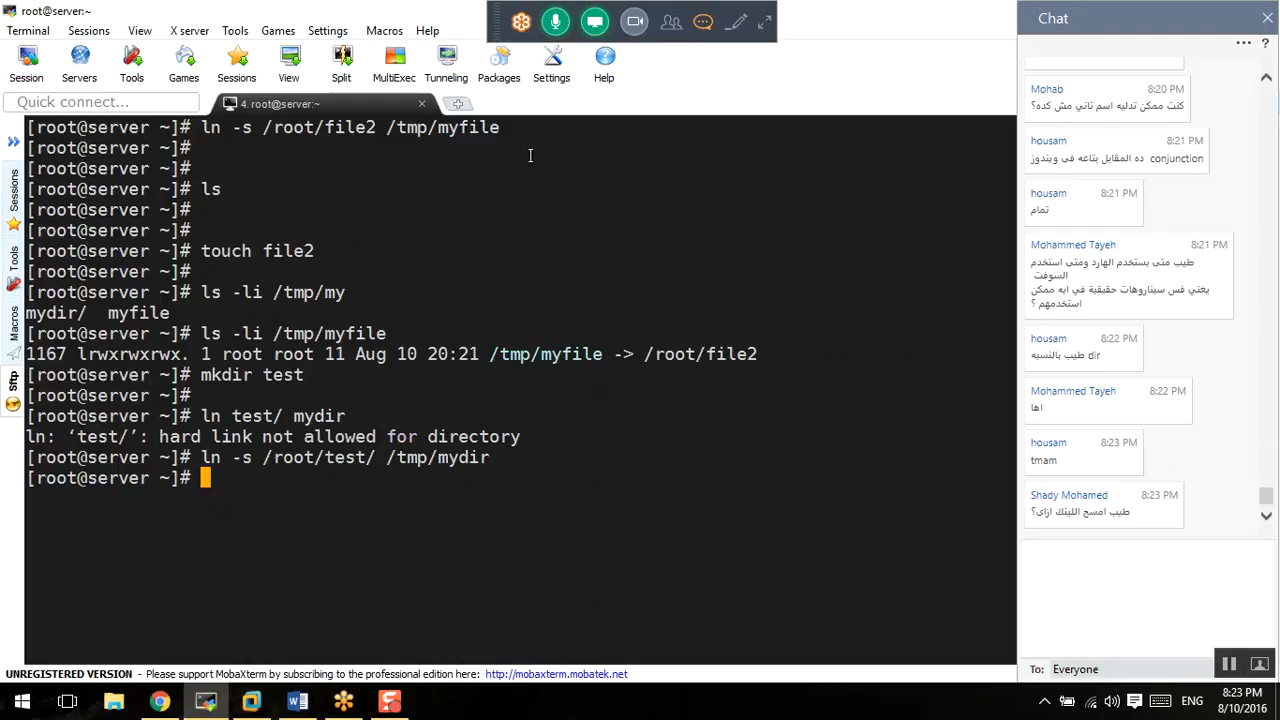 root@server:~
Terminal Sessions View X server Tools Games Settings Macros Help
Session Servers Tools Games Sessions View Split MultiExec Tunneling Packages Settings Help
Quick connect...
4. root@server:~
Sessions
Tools
Macros
Sftp
[root@server ~]# ln -s /root/file2 /tmp/myfile
[root@server ~]#
[root@server ~]#
[root@server ~]# ls
[root@server ~]#
[root@server ~]#
[root@server ~]# touch file2
[root@server ~]#
[root@server ~]# ls -li /tmp/my
mydir/ myfile
[root@server ~]# ls -li /tmp/myfile
1167 lrwxrwxrwx. 1 root root 11 Aug 10 20:21 /tmp/myfile -> /root/file2
[root@server ~]# mkdir test
[root@server ~]#
[root@server ~]# ln test/ mydir
ln: ‘test/’: hard link not allowed for directory
[root@server ~]# ln -s /root/test/ /tmp/mydir
[root@server ~]#
Chat
Mohab 8:20 PM
كنت ممكن تدليه اسم تاني مش كده؟
housam 8:21 PM
ده المقابل بتاعه فى ويندوز conjunction
housam 8:21 PM
تمام
Mohammed Tayeh 8:21 PM
طيب متى يستخدم الهارد ومتى استخدم
السوفت
يعني فس سيناروهات حقيقية في ايه ممكن
استخدمهم ؟
housam 8:22 PM
طيب بالنسبه dir
Mohammed Tayeh 8:22 PM
اها
housam 8:23 PM
tmam
Shady Mohamed 8:23 PM
طيب امسح اللينك ازاى؟
To: Everyone
UNREGISTERED VERSION - Please support MobaXterm by subscribing to the professional edition here: http://mobaxterm.mobatek.net
ENG
8:23 PM
8/10/2016